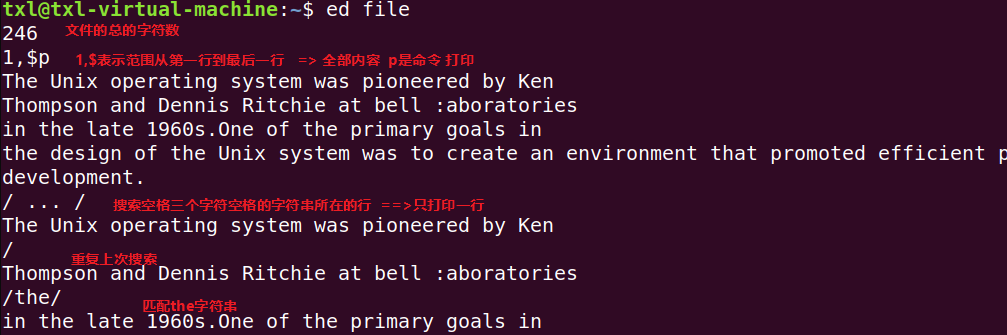 txl@txl-virtual-machine:~$ ed file
246 文件的总的字符数
1,$p 1,$表示范围从第一行到最后一行 => 全部内容 p是命令 打印
The Unix operating system was pioneered by Ken
Thompson and Dennis Ritchie at bell :aboratories
in the late 1960s.One of the primary goals in
the design of the Unix system was to create an environment that promoted efficient p
development.
/ ... / 搜索空格三个字符空格的字符串所在的行 ==>只打印一行
The Unix operating system was pioneered by Ken
/
重复上次搜索
Thompson and Dennis Ritchie at bell :aboratories
/the/
匹配the字符串
in the late 1960s.One of the primary goals in